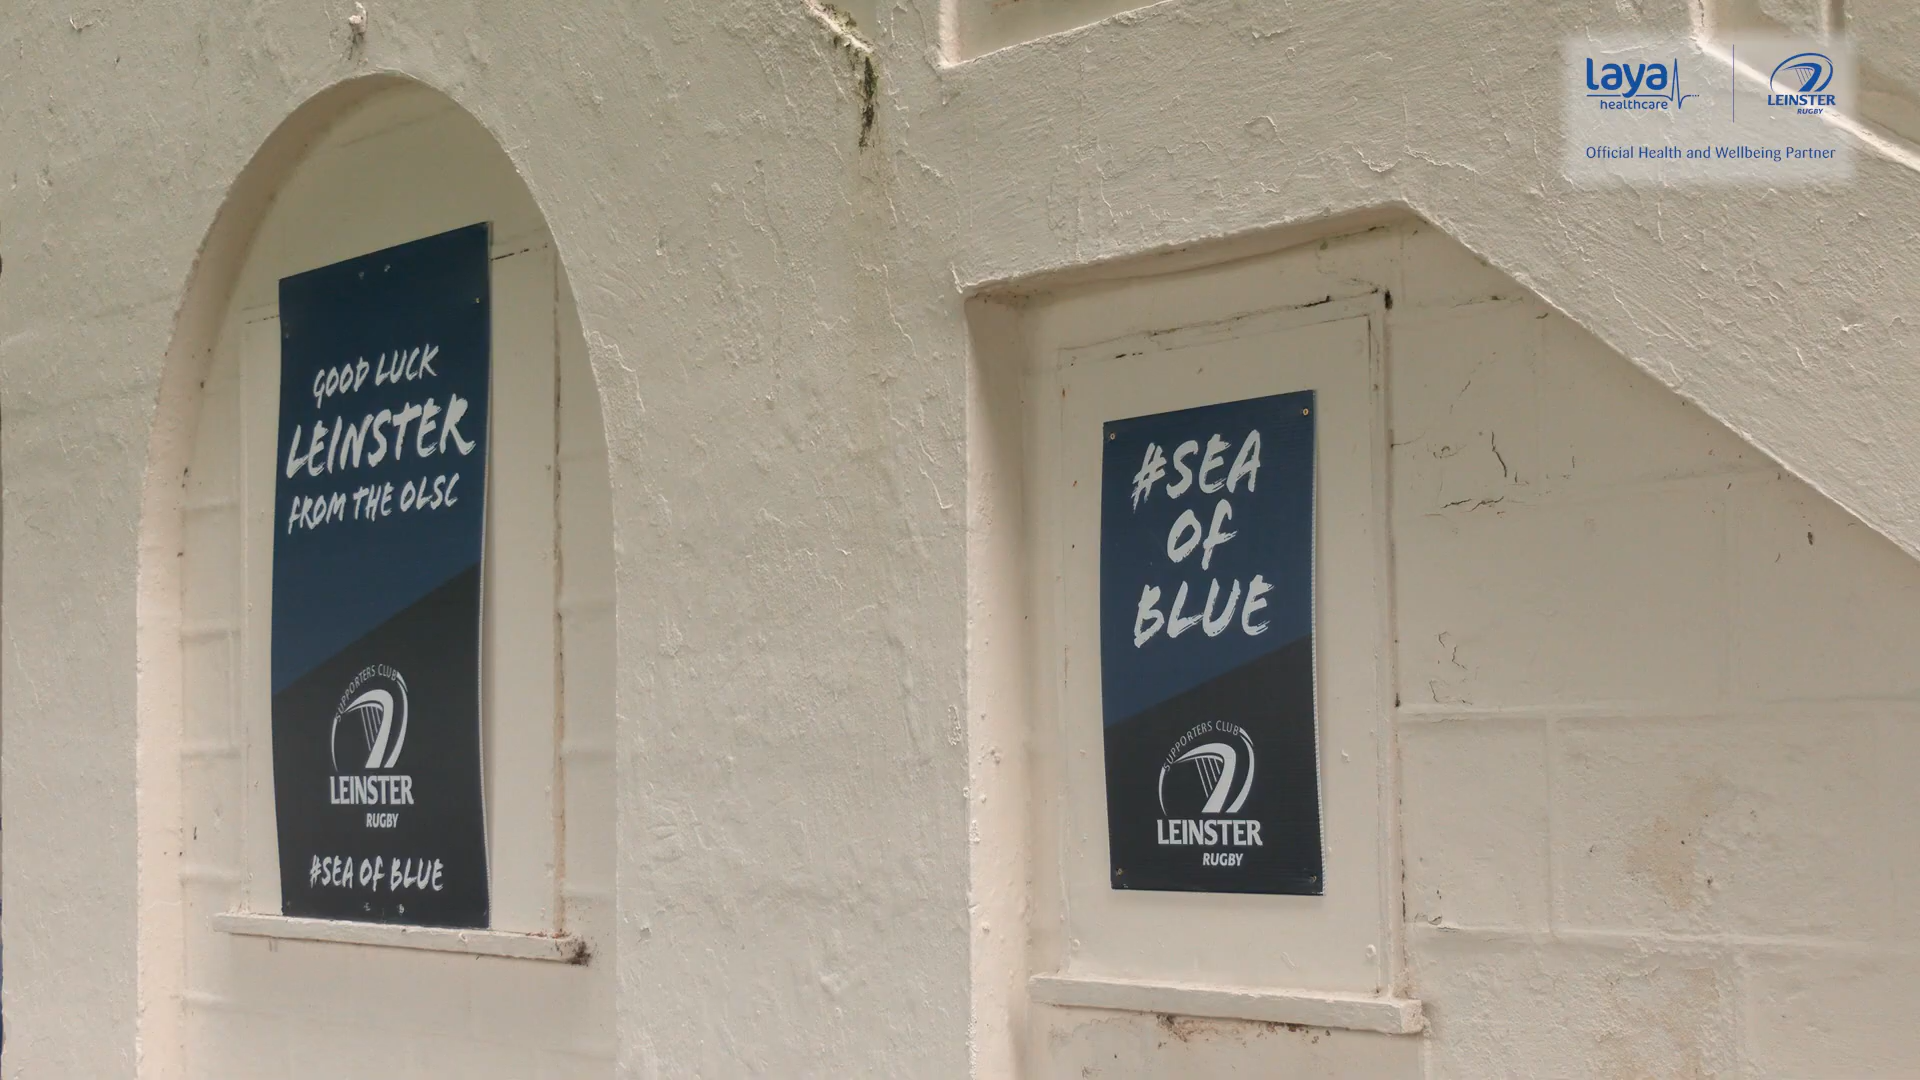 laya
healthcare
LEINSTER
RUGBY
Official Health and Wellbeing Partner
GOOD LUCK
LEINSTER
FROM THE OLSC
SUPPORTERS CLUB
LEINSTER
RUGBY
#SEA OF BLUE
#SEA
OF
BLUE
SUPPORTERS CLUB
LEINSTER
RUGBY